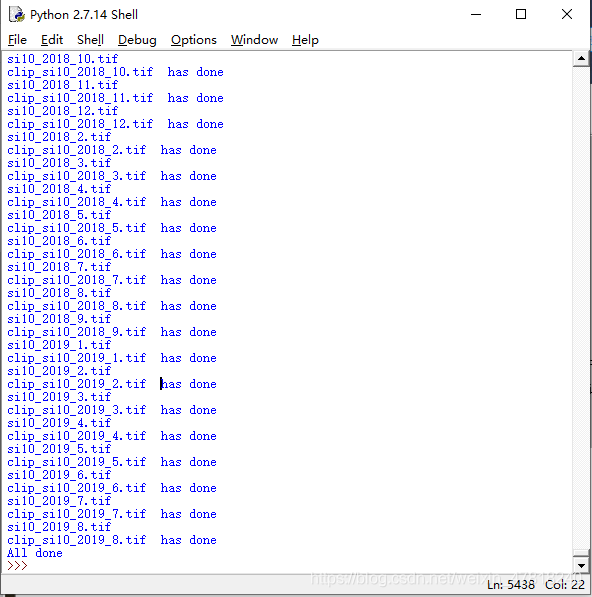 Python 2.7.14 Shell
File Edit Shell Debug Options Window Help
si10_2018_10.tif
clip_si10_2018_10.tif  has done
si10_2018_11.tif
clip_si10_2018_11.tif  has done
si10_2018_12.tif
clip_si10_2018_12.tif  has done
si10_2018_2.tif
clip_si10_2018_2.tif  has done
si10_2018_3.tif
clip_si10_2018_3.tif  has done
si10_2018_4.tif
clip_si10_2018_4.tif  has done
si10_2018_5.tif
clip_si10_2018_5.tif  has done
si10_2018_6.tif
clip_si10_2018_6.tif  has done
si10_2018_7.tif
clip_si10_2018_7.tif  has done
si10_2018_8.tif
clip_si10_2018_8.tif  has done
si10_2018_9.tif
clip_si10_2018_9.tif  has done
si10_2019_1.tif
clip_si10_2019_1.tif  has done
si10_2019_2.tif
clip_si10_2019_2.tif  has done
si10_2019_3.tif
clip_si10_2019_3.tif  has done
si10_2019_4.tif
clip_si10_2019_4.tif  has done
si10_2019_5.tif
clip_si10_2019_5.tif  has done
si10_2019_6.tif
clip_si10_2019_6.tif  has done
si10_2019_7.tif
clip_si10_2019_7.tif  has done
si10_2019_8.tif
clip_si10_2019_8.tif  has done
All done
>>>
Ln: 5438 Col: 22